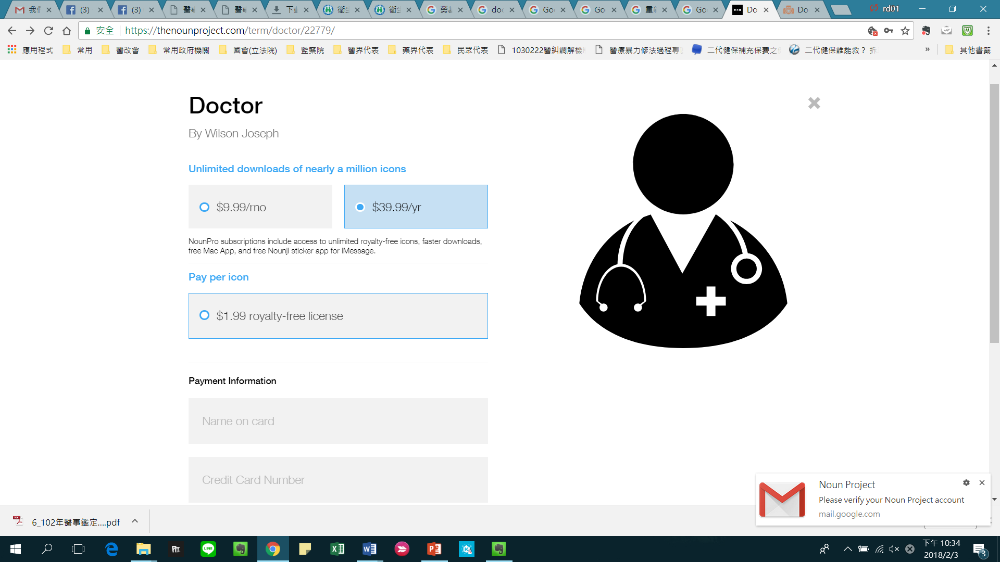 我們
(3)
(3)
醫
醫
下
衛
衛
勞
doc
Go
Go
重
Go
Do
Do
rd01
安全
https://thenounproject.com/term/doctor/22779/
應用程式
常用
醫改會
常用政府機關
國會(立法院)
監察院
醫界代表
藥界代表
民眾代表
1030222醫糾調解機
醫療暴力修法過程專
二代健保補充保費之
二代健保誰能救？ 拆
»
其他書籤
Doctor
By Wilson Joseph
Unlimited downloads of nearly a million icons
$9.99/mo
$39.99/yr
NounPro subscriptions include access to unlimited royalty-free icons, faster downloads,
free Mac App, and free Nounji sticker app for iMessage.
Pay per icon
$1.99 royalty-free license
Payment Information
Name on card
Credit Card Number
Noun Project
Please verify your Noun Project account
mail.google.com
6_102年醫事鑑定....pdf
下午 10:34
2018/2/3
3